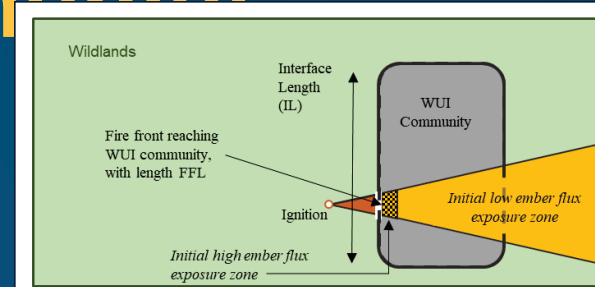 Wildlands
Interface
Length
(IL)
WUI
Community
Fire front reaching
WUI community,
with length FFL
Ignition
Initial low ember flux
exposure zone
Initial high ember flux
exposure zone